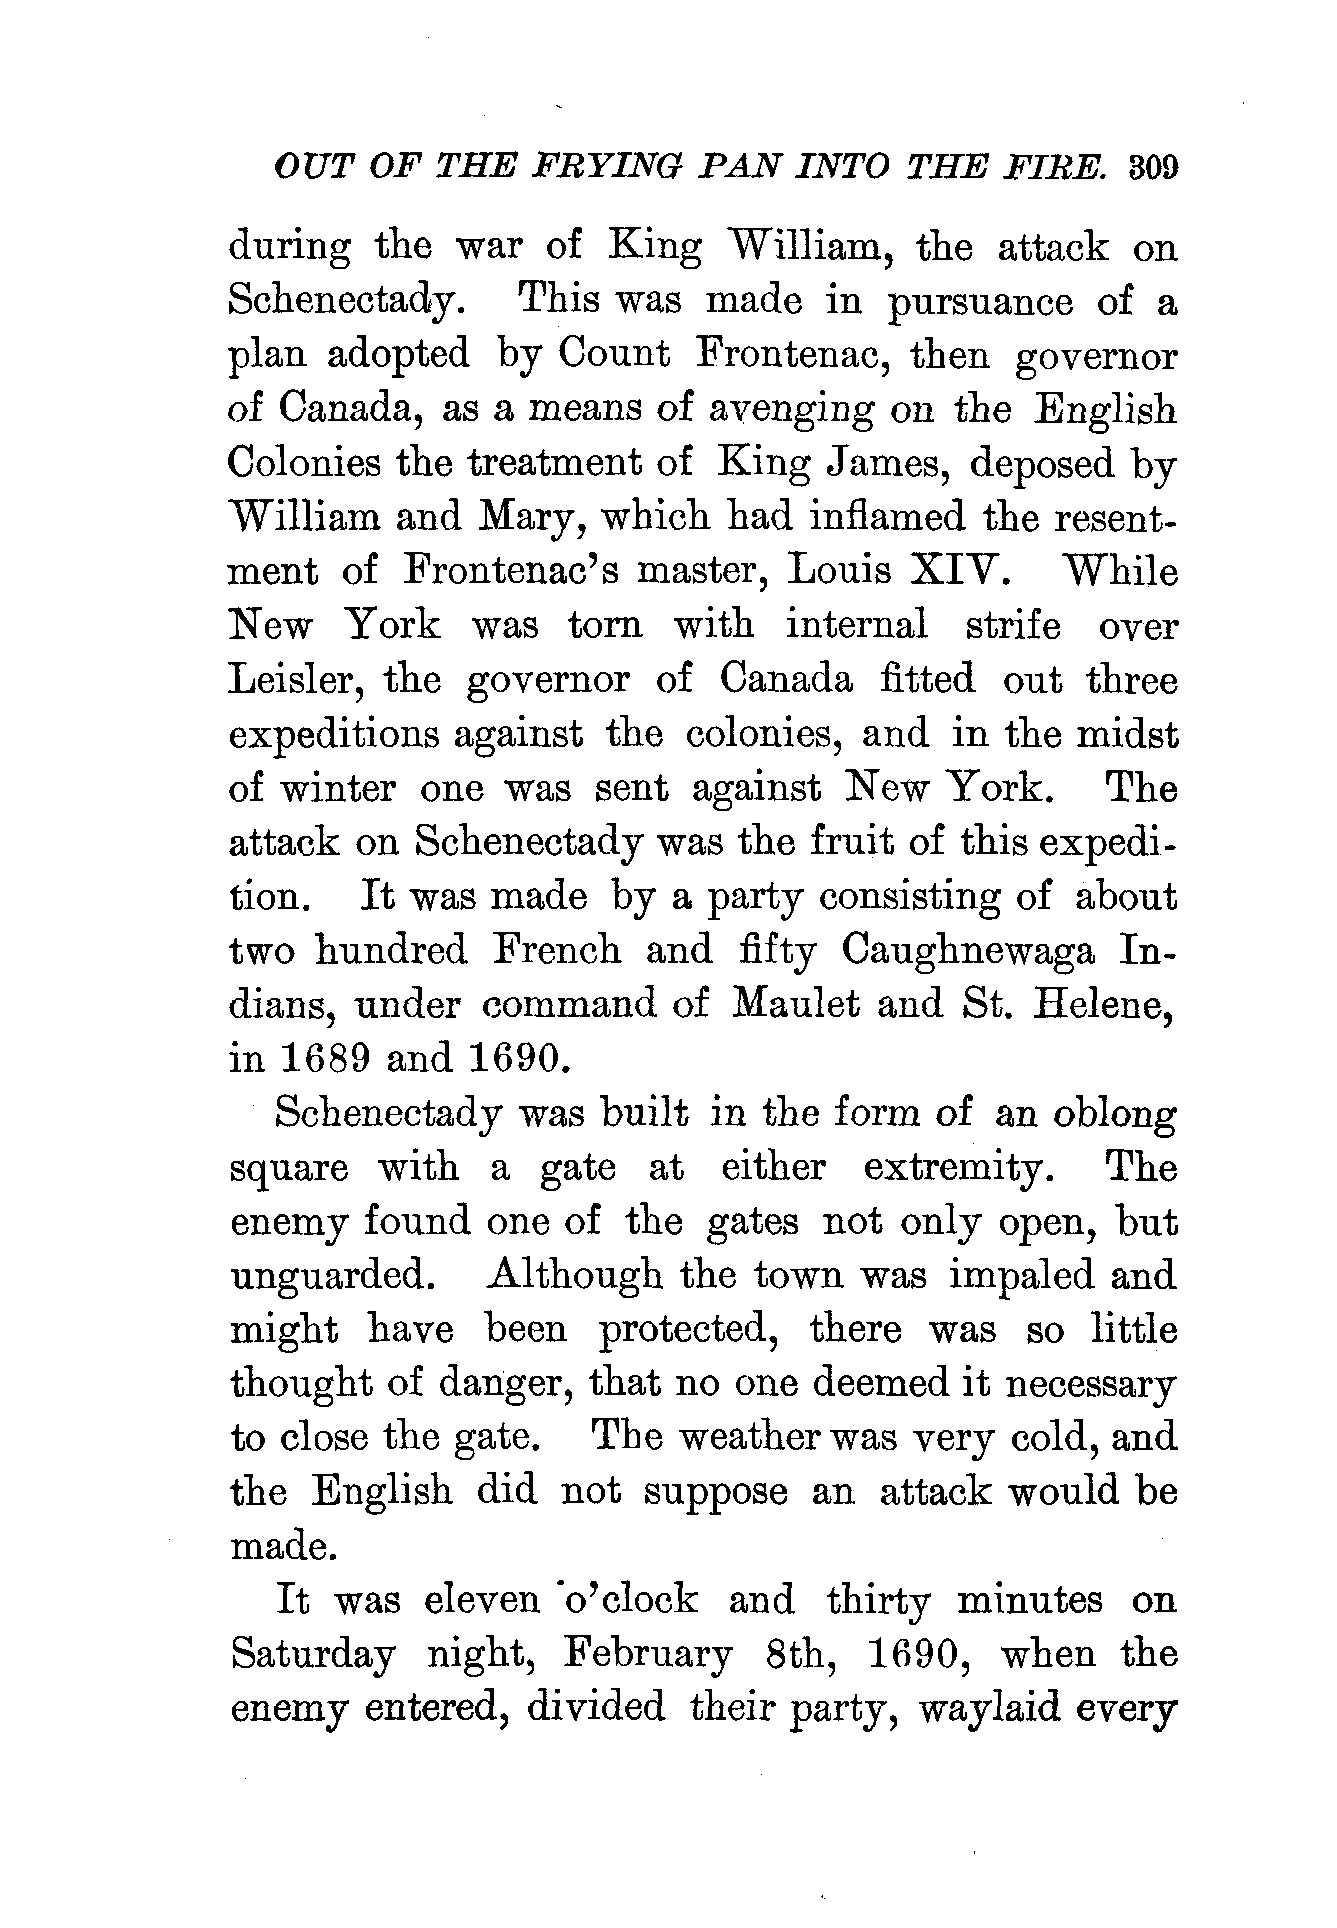 OUT OF THE FRYING PAN INTO THE FIRE. 309
during the war of King William, the attack on
Schenectady. This was made in pursuance of a
plan adopted by Count Frontenac, then governor
of Canada, as a means of avenging on the English
Colonies the treatment of King James, deposed by
William and Mary, which had inflamed the resent-
ment of Frontenac's master, Louis XIV. While
New York was torn with internal strife over
Leisler, the governor of Canada fitted out three
expeditions against the colonies, and in the midst
of winter one was sent against New York. The
attack on Schenectady was the fruit of this expedi-
tion. It was made by a party consisting of about
two hundred French and fifty Caughnewaga In-
dians, under command of Maulet and St. Helene,
in 1689 and 1690.
Schenectady was built in the form of an oblong
square with a gate at either extremity. The
enemy found one of the gates not only open, but
unguarded. Although the town was impaled and
might have been protected, there was so little
thought of danger, that no one deemed it necessary
to close the gate. The weather was very cold, and
the English did not suppose an attack would be
made.
It was eleven o'clock and thirty minutes on
Saturday night, February 8th, 1690, when the
enemy entered, divided their party, waylaid every